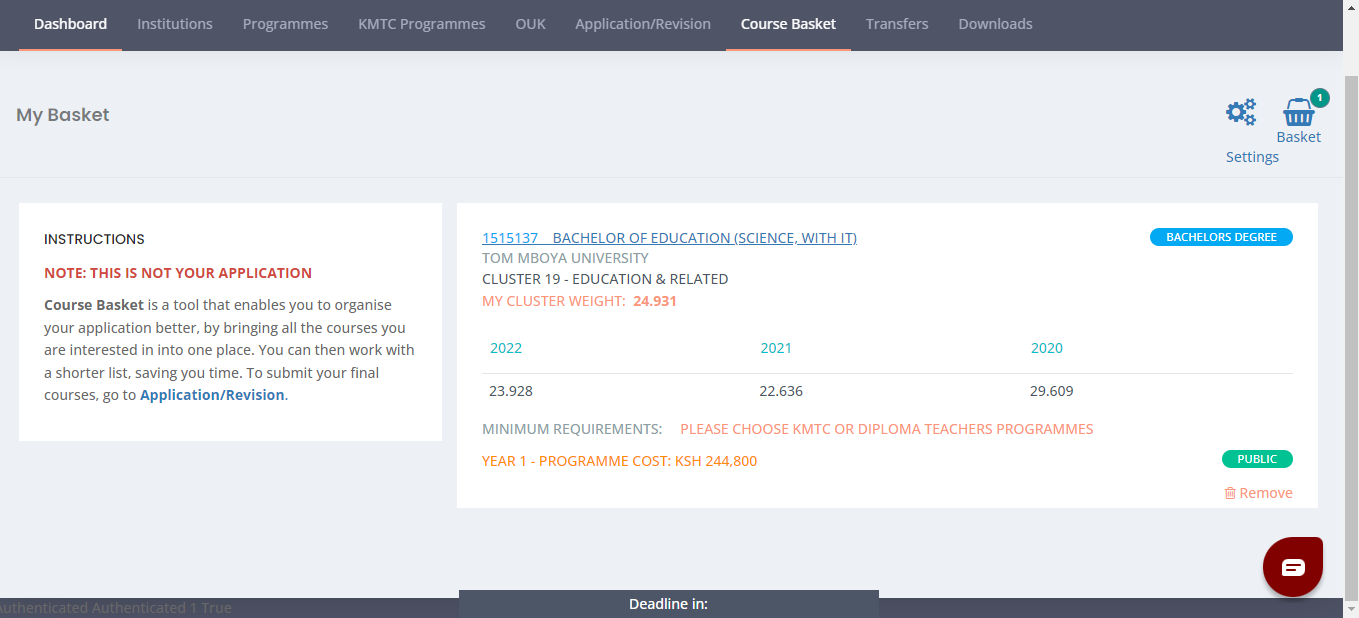 Dashboard Institutions Programmes KMTC Programmes OUK Application/Revision Course Basket Transfers Downloads
My Basket
1
Basket
Settings
INSTRUCTIONS
NOTE: THIS IS NOT YOUR APPLICATION
Course Basket is a tool that enables you to organise
your application better, by bringing all the courses you
are interested in into one place. You can then work with
a shorter list, saving you time. To submit your final
courses, go to Application/Revision.
1515137 BACHELOR OF EDUCATION (SCIENCE, WITH IT) BACHELORS DEGREE
TOM MBOYA UNIVERSITY
CLUSTER 19 - EDUCATION & RELATED
MY CLUSTER WEIGHT: 24.931
2022 2021 2020
23.928 22.636 29.609
MINIMUM REQUIREMENTS: PLEASE CHOOSE KMTC OR DIPLOMA TEACHERS PROGRAMMES
YEAR 1 - PROGRAMME COST: KSH 244,800 PUBLIC
Remove
Authenticated Authenticated 1 True
Deadline in: